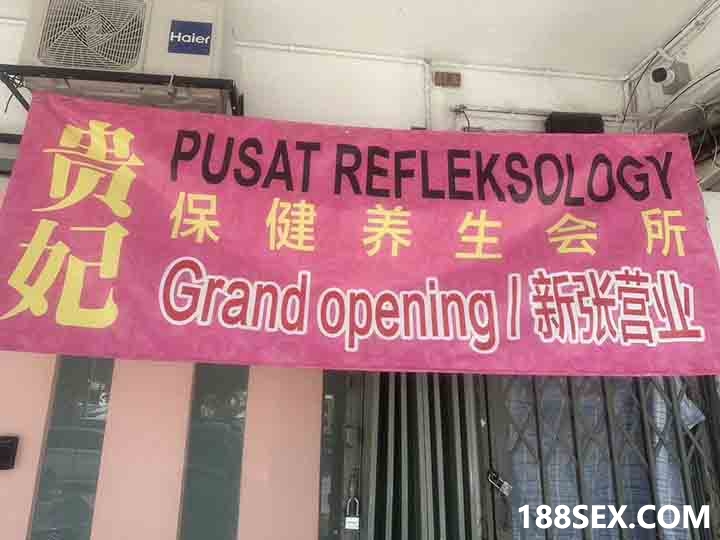 Haier
贵妃
PUSAT REFLEKSOLOGY
保健养生会所
Grand opening / 新张营业
188SEX.COM